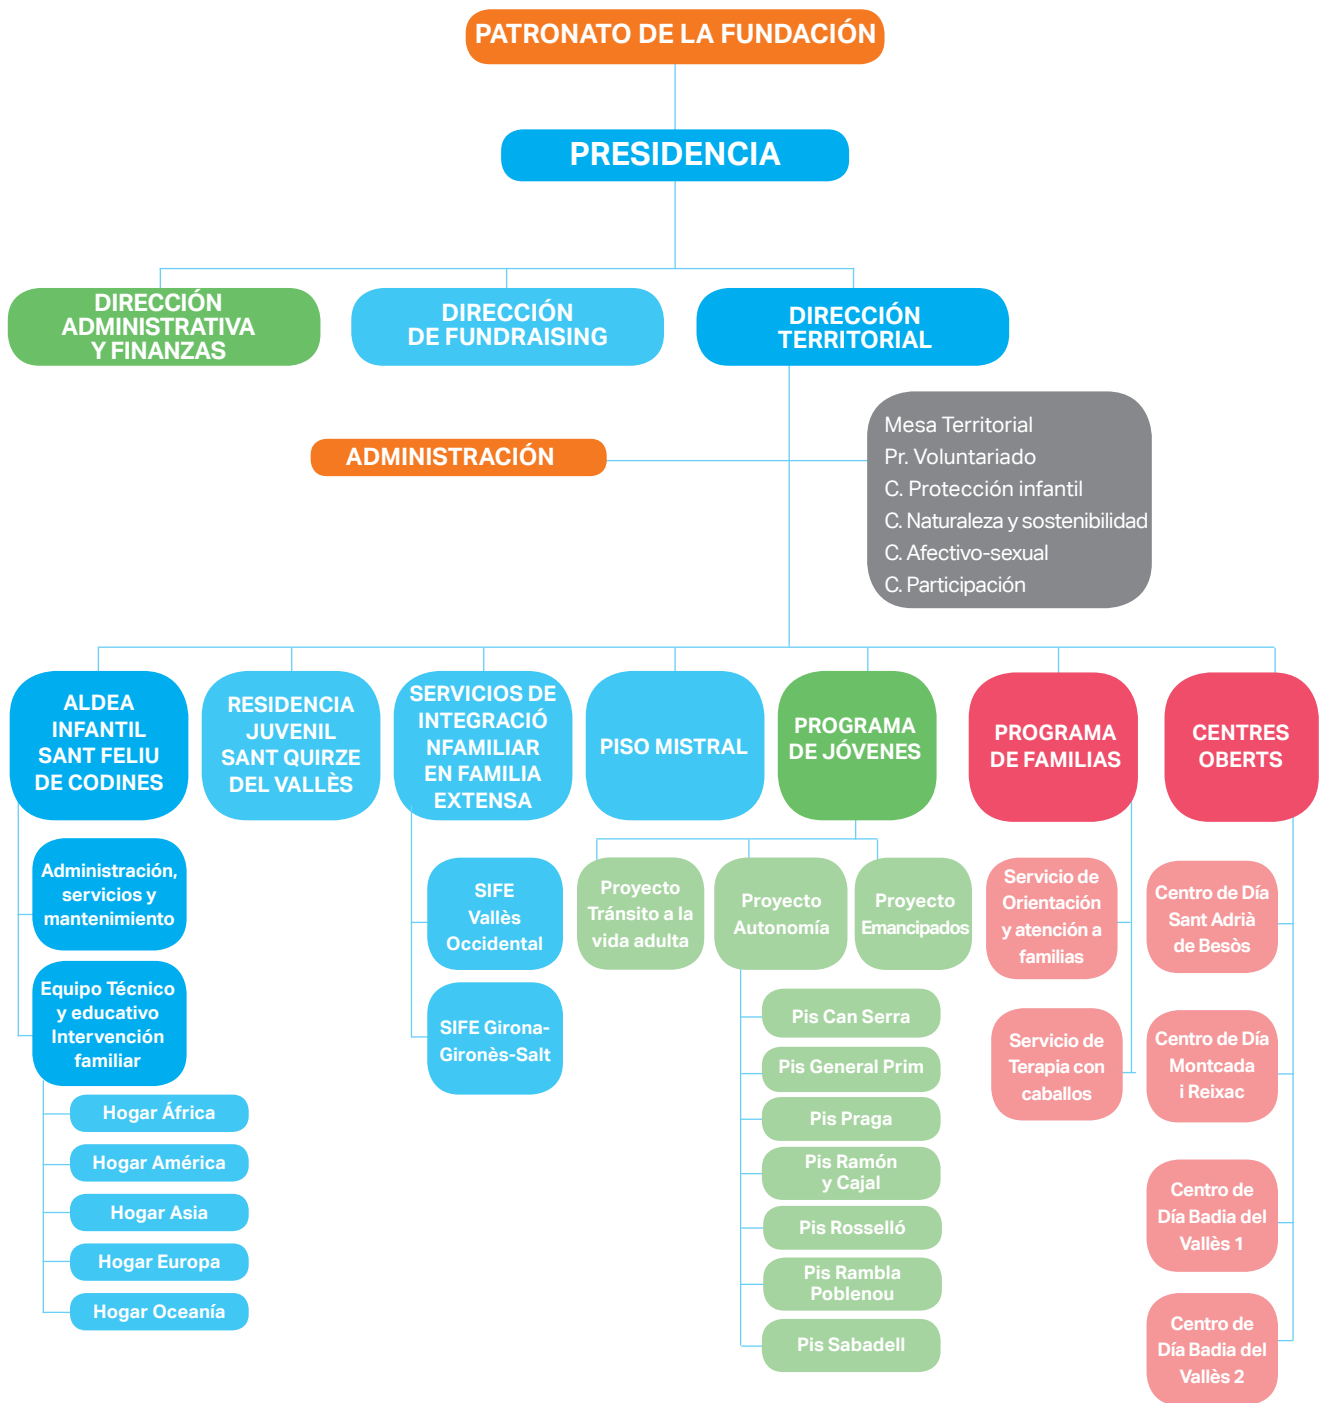 PATRONATO DE LA FUNDACIÓN
PRESIDENCIA
DIRECCIÓN
ADMINISTRATIVA
Y FINANZAS
DIRECCIÓN
DE FUNDRAISING
DIRECCIÓN
TERRITORIAL
ADMINISTRACIÓN
Mesa Territorial
Pr. Voluntariado
C. Protección infantil
C. Naturaleza y sostenibilidad
C. Afectivo-sexual
C. Participación
ALDEA
INFANTIL
SANT FELIU
DE CODINES
RESIDENCIA
JUVENIL
SANT QUIRZE
DEL VALLÈS
SERVICIOS DE
INTEGRACIÓ
NFAMILIAR
EN FAMILIA
EXTENSA
PISO MISTRAL
PROGRAMA
DE JÓVENES
PROGRAMA
DE FAMILIAS
CENTRES
OBERTS
Administración,
servicios y
mantenimiento
Equipo Técnico
y educativo
Intervención
familiar
Hogar África
Hogar América
Hogar Asia
Hogar Europa
Hogar Oceanía
SIFE
Vallès
Occidental
SIFE Girona-
Gironès-Salt
Proyecto
Tránsito a la
vida adulta
Proyecto
Autonomía
Proyecto
Emancipados
Pis Can Serra
Pis General Prim
Pis Praga
Pis Ramón
y Cajal
Pis Rosselló
Pis Rambla
Poblenou
Pis Sabadell
Servicio de
Orientación
y atención a
familias
Servicio de
Terapia con
caballos
Centro de Día
Sant Adrià
de Besòs
Centro de Día
Montcada
i Reixac
Centro de
Día Badia del
Vallès 1
Centro de
Día Badia del
Vallès 2